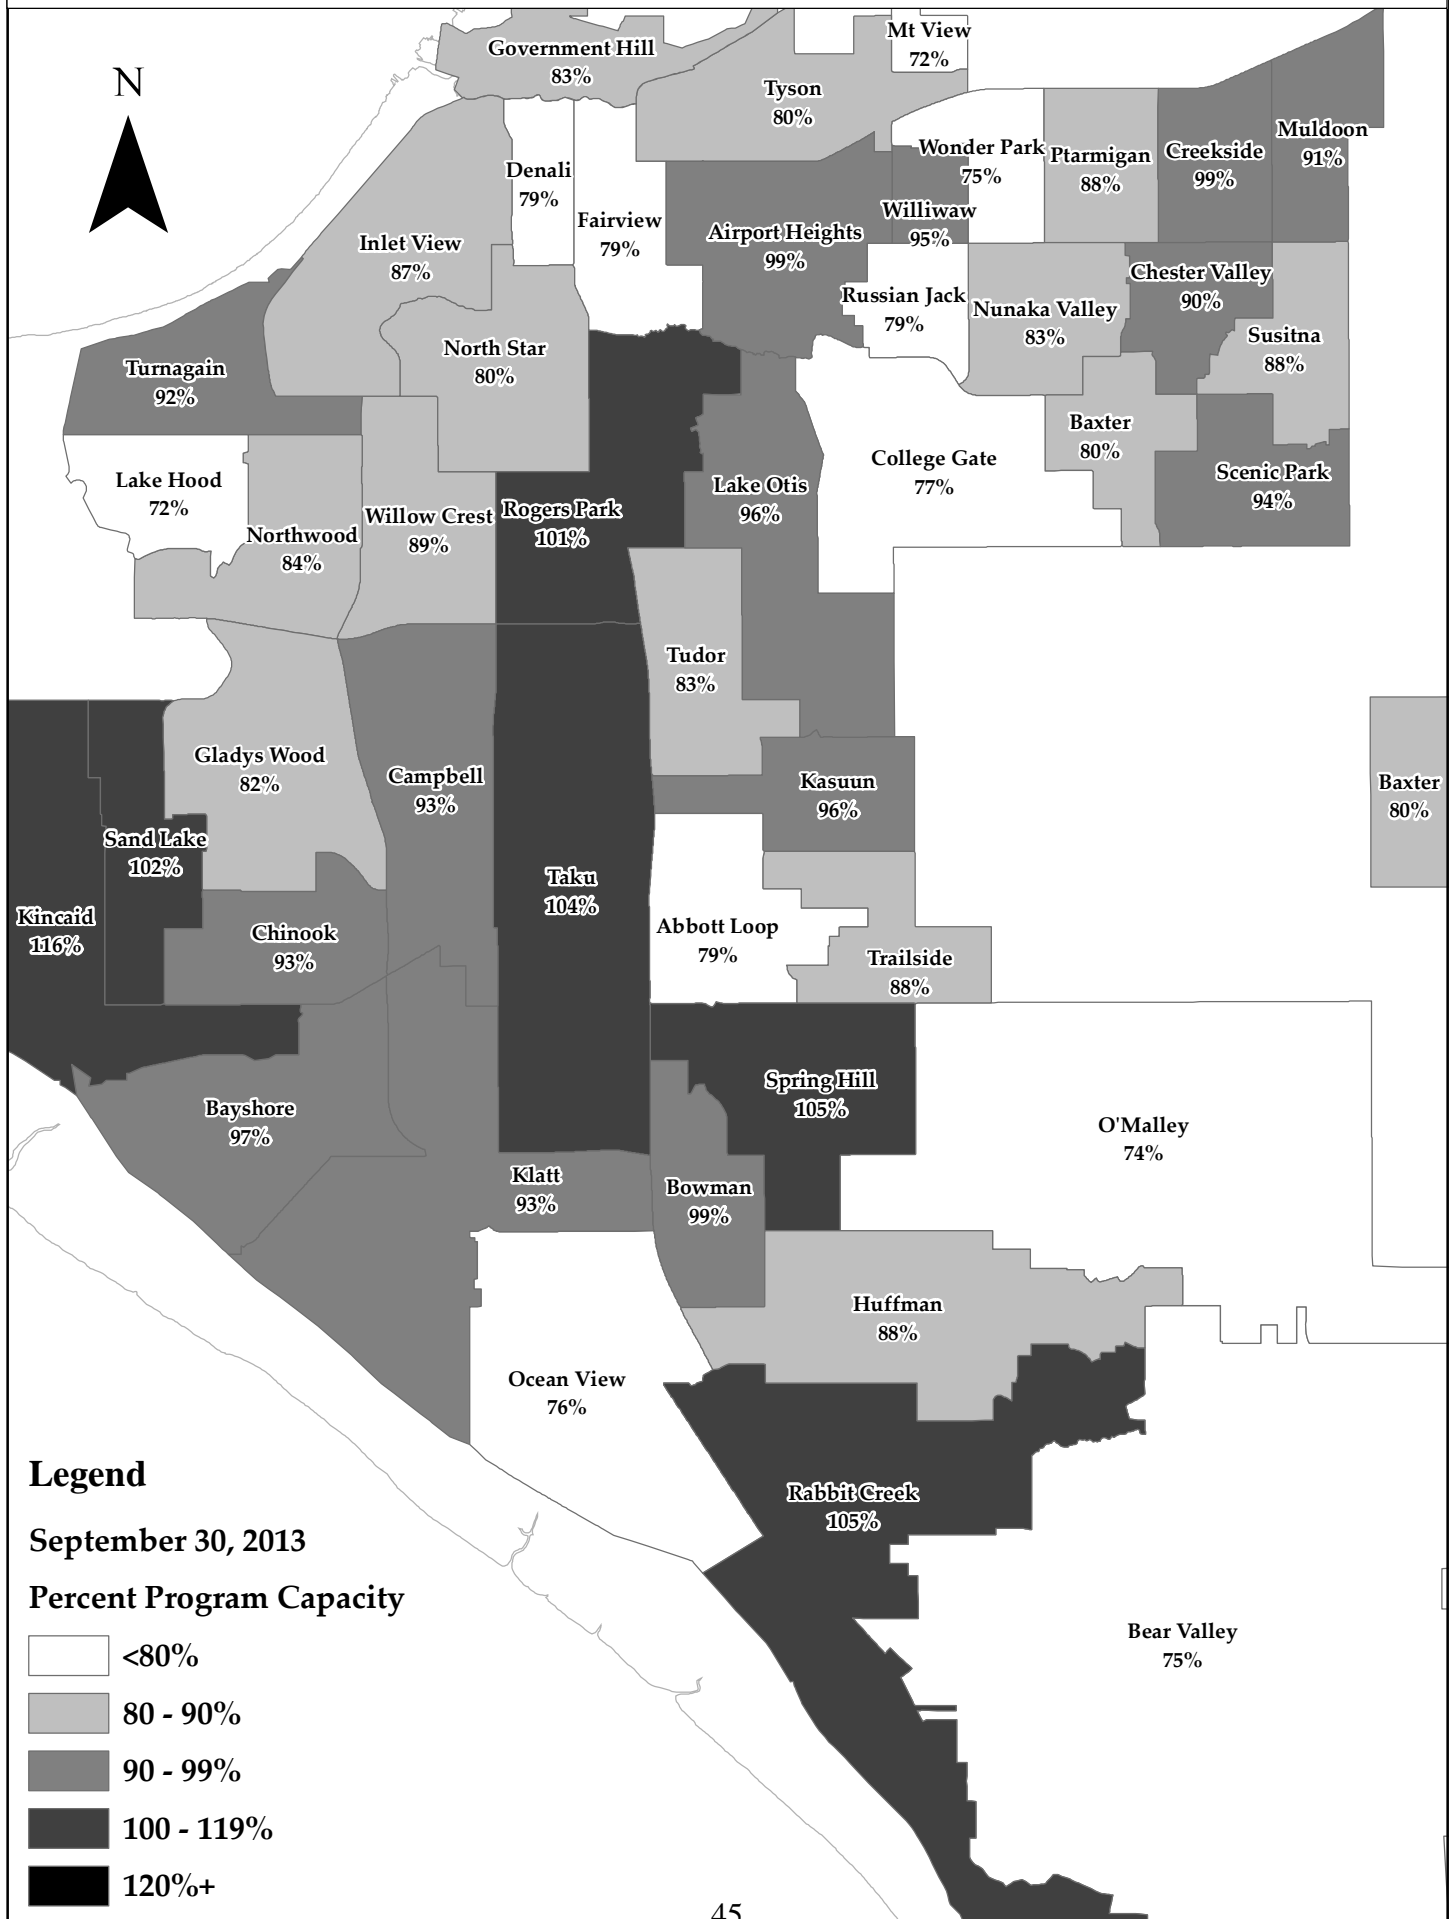 Mt View
72%
Government Hill
83%
N
Tyson
80%
Muldoon
91%
Wonder Park
75%
Ptarmigan
88%
Creekside
99%
Denali
79%
Fairview
79%
Williwaw
95%
Airport Heights
99%
Inlet View
87%
Chester Valley
90%
Russian Jack
79%
Nunaka Valley
83%
Susitna
88%
North Star
80%
Turnagain
92%
Baxter
80%
College Gate
77%
Scenic Park
94%
Lake Hood
72%
Lake Otis
96%
Rogers Park
101%
Willow Crest
89%
Northwood
84%
Tudor
83%
Gladys Wood
82%
Campbell
93%
Kasuun
96%
Baxter
80%
Sand Lake
102%
Taku
104%
Kincaid
116%
Chinook
93%
Abbott Loop
79%
Trailside
88%
Spring Hill
105%
Bayshore
97%
O'Malley
74%
Klatt
93%
Bowman
99%
Huffman
88%
Ocean View
76%
Rabbit Creek
105%
Bear Valley
75%
Legend
September 30, 2013
Percent Program Capacity
<80%
80 - 90%
90 - 99%
100 - 119%
120%+
45